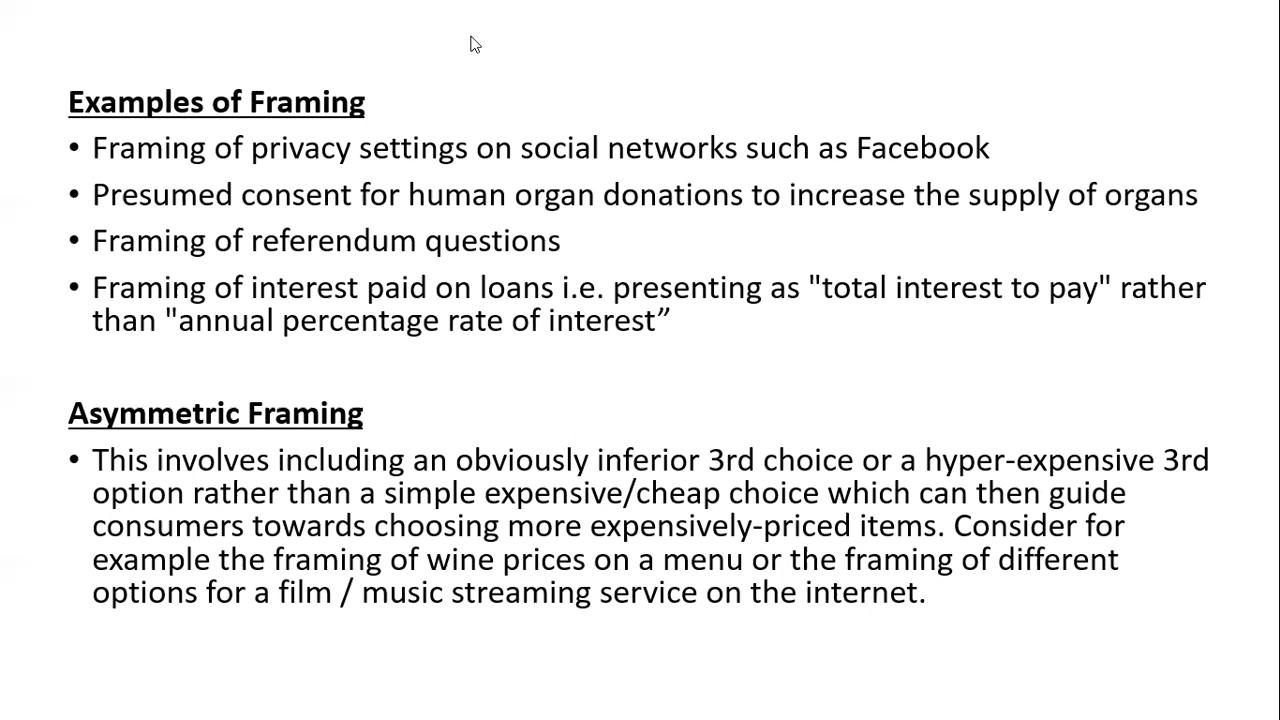 Examples of Framing
• Framing of privacy settings on social networks such as Facebook
• Presumed consent for human organ donations to increase the supply of organs
• Framing of referendum questions
• Framing of interest paid on loans i.e. presenting as "total interest to pay" rather
than "annual percentage rate of interest”
Asymmetric Framing
• This involves including an obviously inferior 3rd choice or a hyper-expensive 3rd
option rather than a simple expensive/cheap choice which can then guide
consumers towards choosing more expensively-priced items. Consider for
example the framing of wine prices on a menu or the framing of different
options for a film / music streaming service on the internet.